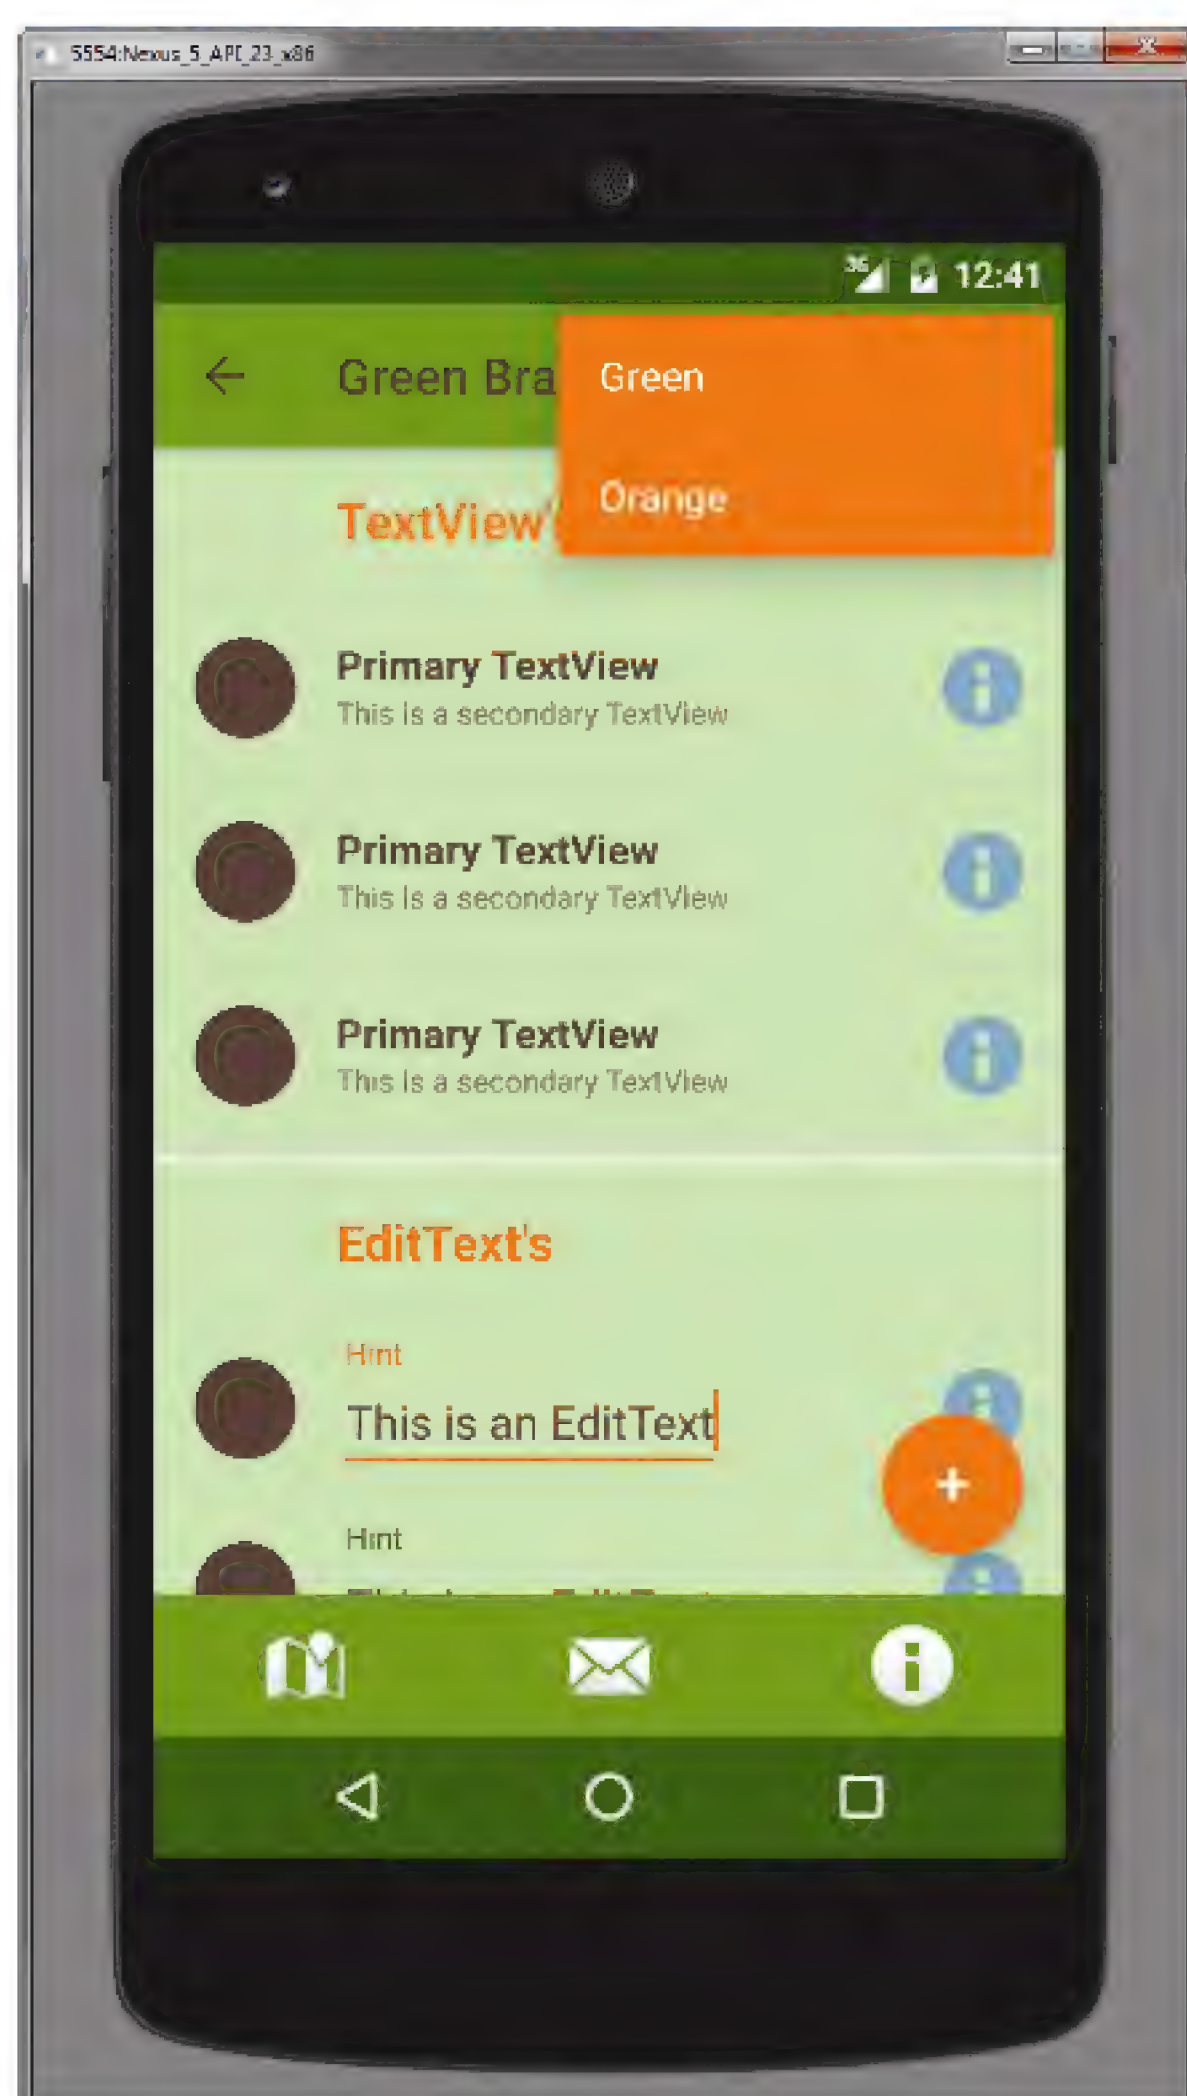 5554:Nexus_5_API_23_x86
3G 12:41
Green Bra
Green
Orange
TextView'
Primary TextView
This is a secondary TextView
Primary TextView
This is a secondary TextView
Primary TextView
This is a secondary TextView
EditText's
Hint
This is an EditText
Hint